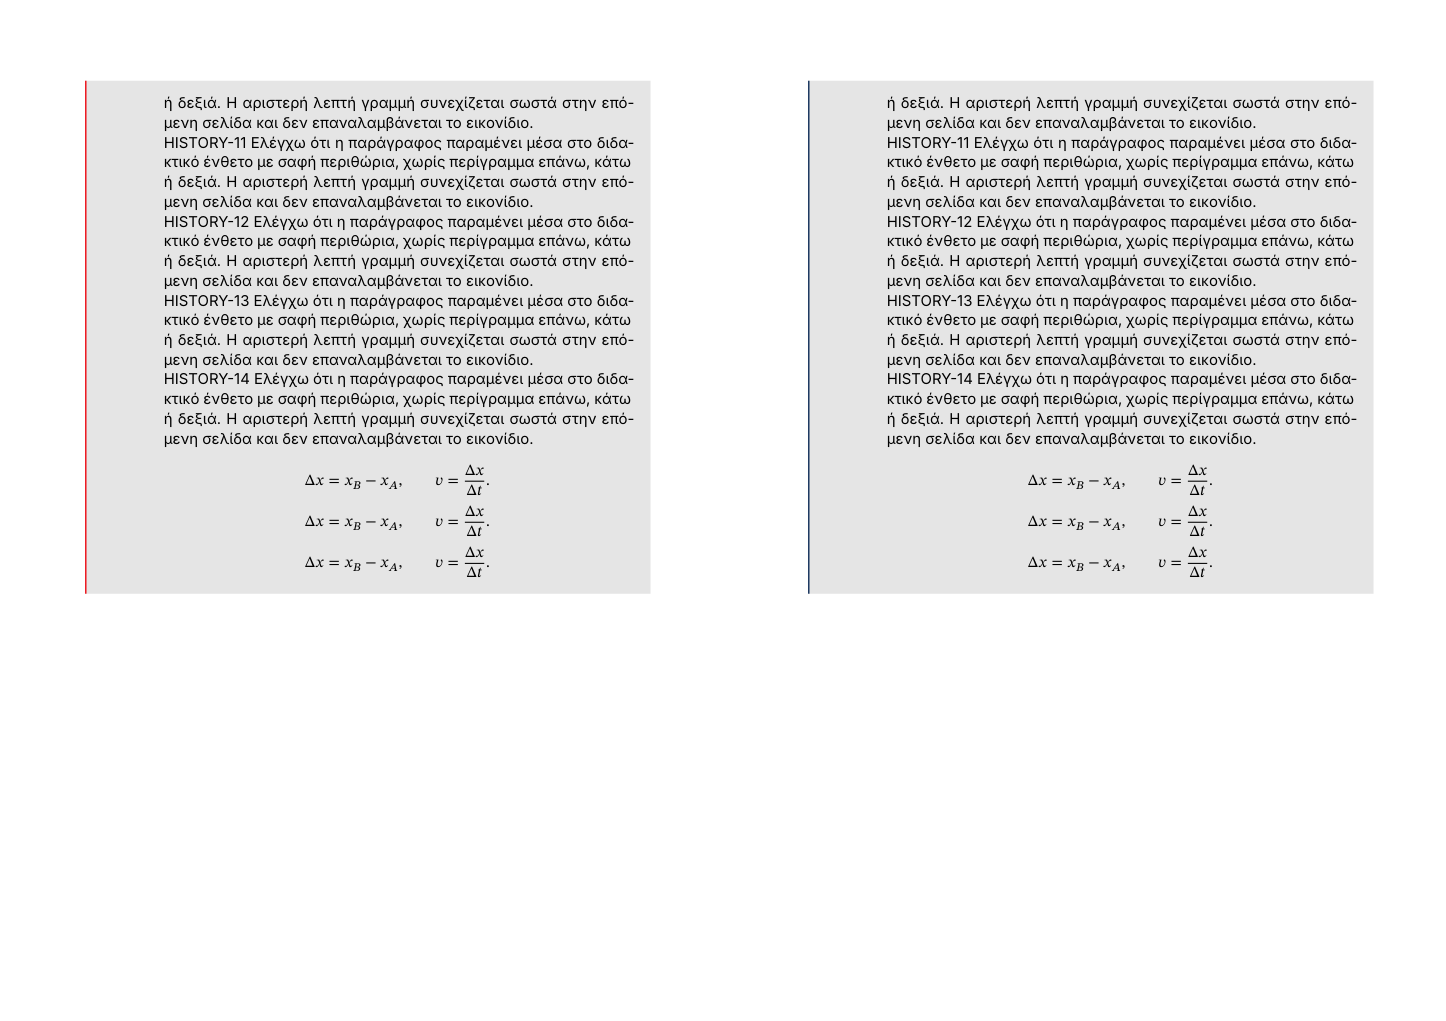 ή δεξιά. Η αριστερή λεπτή γραμμή συνεχίζεται σωστά στην επό-
μενη σελίδα και δεν επαναλαμβάνεται το εικονίδιο.
HISTORY-11 Ελέγχω ότι η παράγραφος παραμένει μέσα στο διδα-
κτικό ένθετο με σαφή περιθώρια, χωρίς περίγραμμα επάνω, κάτω
ή δεξιά. Η αριστερή λεπτή γραμμή συνεχίζεται σωστά στην επό-
μενη σελίδα και δεν επαναλαμβάνεται το εικονίδιο.
HISTORY-12 Ελέγχω ότι η παράγραφος παραμένει μέσα στο διδα-
κτικό ένθετο με σαφή περιθώρια, χωρίς περίγραμμα επάνω, κάτω
ή δεξιά. Η αριστερή λεπτή γραμμή συνεχίζεται σωστά στην επό-
μενη σελίδα και δεν επαναλαμβάνεται το εικονίδιο.
HISTORY-13 Ελέγχω ότι η παράγραφος παραμένει μέσα στο διδα-
κτικό ένθετο με σαφή περιθώρια, χωρίς περίγραμμα επάνω, κάτω
ή δεξιά. Η αριστερή λεπτή γραμμή συνεχίζεται σωστά στην επό-
μενη σελίδα και δεν επαναλαμβάνεται το εικονίδιο.
HISTORY-14 Ελέγχω ότι η παράγραφος παραμένει μέσα στο διδα-
κτικό ένθετο με σαφή περιθώρια, χωρίς περίγραμμα επάνω, κάτω
ή δεξιά. Η αριστερή λεπτή γραμμή συνεχίζεται σωστά στην επό-
μενη σελίδα και δεν επαναλαμβάνεται το εικονίδιο.
Δx = x_B − x_A, υ = Δx/Δt.
Δx = x_B − x_A, υ = Δx/Δt.
Δx = x_B − x_A, υ = Δx/Δt.
ή δεξιά. Η αριστερή λεπτή γραμμή συνεχίζεται σωστά στην επό-
μενη σελίδα και δεν επαναλαμβάνεται το εικονίδιο.
HISTORY-11 Ελέγχω ότι η παράγραφος παραμένει μέσα στο διδα-
κτικό ένθετο με σαφή περιθώρια, χωρίς περίγραμμα επάνω, κάτω
ή δεξιά. Η αριστερή λεπτή γραμμή συνεχίζεται σωστά στην επό-
μενη σελίδα και δεν επαναλαμβάνεται το εικονίδιο.
HISTORY-12 Ελέγχω ότι η παράγραφος παραμένει μέσα στο διδα-
κτικό ένθετο με σαφή περιθώρια, χωρίς περίγραμμα επάνω, κάτω
ή δεξιά. Η αριστερή λεπτή γραμμή συνεχίζεται σωστά στην επό-
μενη σελίδα και δεν επαναλαμβάνεται το εικονίδιο.
HISTORY-13 Ελέγχω ότι η παράγραφος παραμένει μέσα στο διδα-
κτικό ένθετο με σαφή περιθώρια, χωρίς περίγραμμα επάνω, κάτω
ή δεξιά. Η αριστερή λεπτή γραμμή συνεχίζεται σωστά στην επό-
μενη σελίδα και δεν επαναλαμβάνεται το εικονίδιο.
HISTORY-14 Ελέγχω ότι η παράγραφος παραμένει μέσα στο διδα-
κτικό ένθετο με σαφή περιθώρια, χωρίς περίγραμμα επάνω, κάτω
ή δεξιά. Η αριστερή λεπτή γραμμή συνεχίζεται σωστά στην επό-
μενη σελίδα και δεν επαναλαμβάνεται το εικονίδιο.
Δx = x_B − x_A, υ = Δx/Δt.
Δx = x_B − x_A, υ = Δx/Δt.
Δx = x_B − x_A, υ = Δx/Δt.